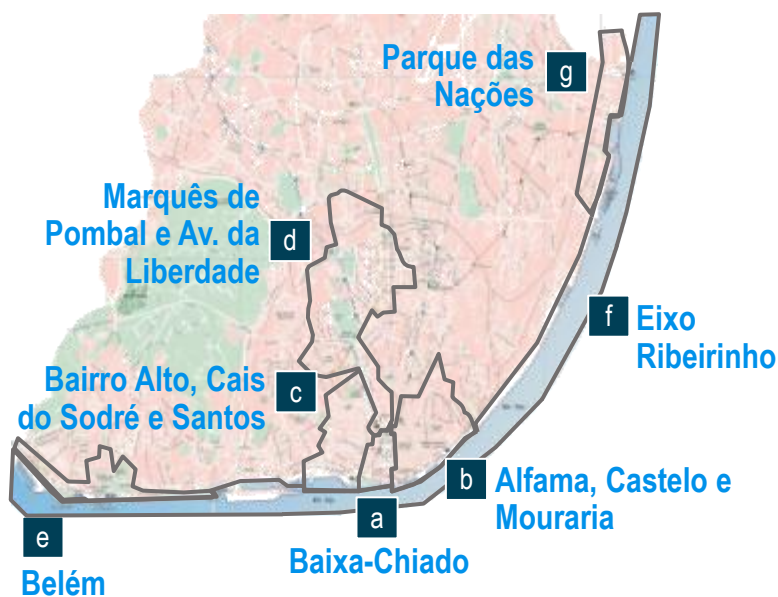 Parque das
Nações
g
Marquês de
Pombal e Av. da
Liberdade
d
f
Eixo
Ribeirinho
Bairro Alto, Cais
do Sodré e Santos
c
b
Alfama, Castelo e
Mouraria
a
Baixa-Chiado
e
Belém